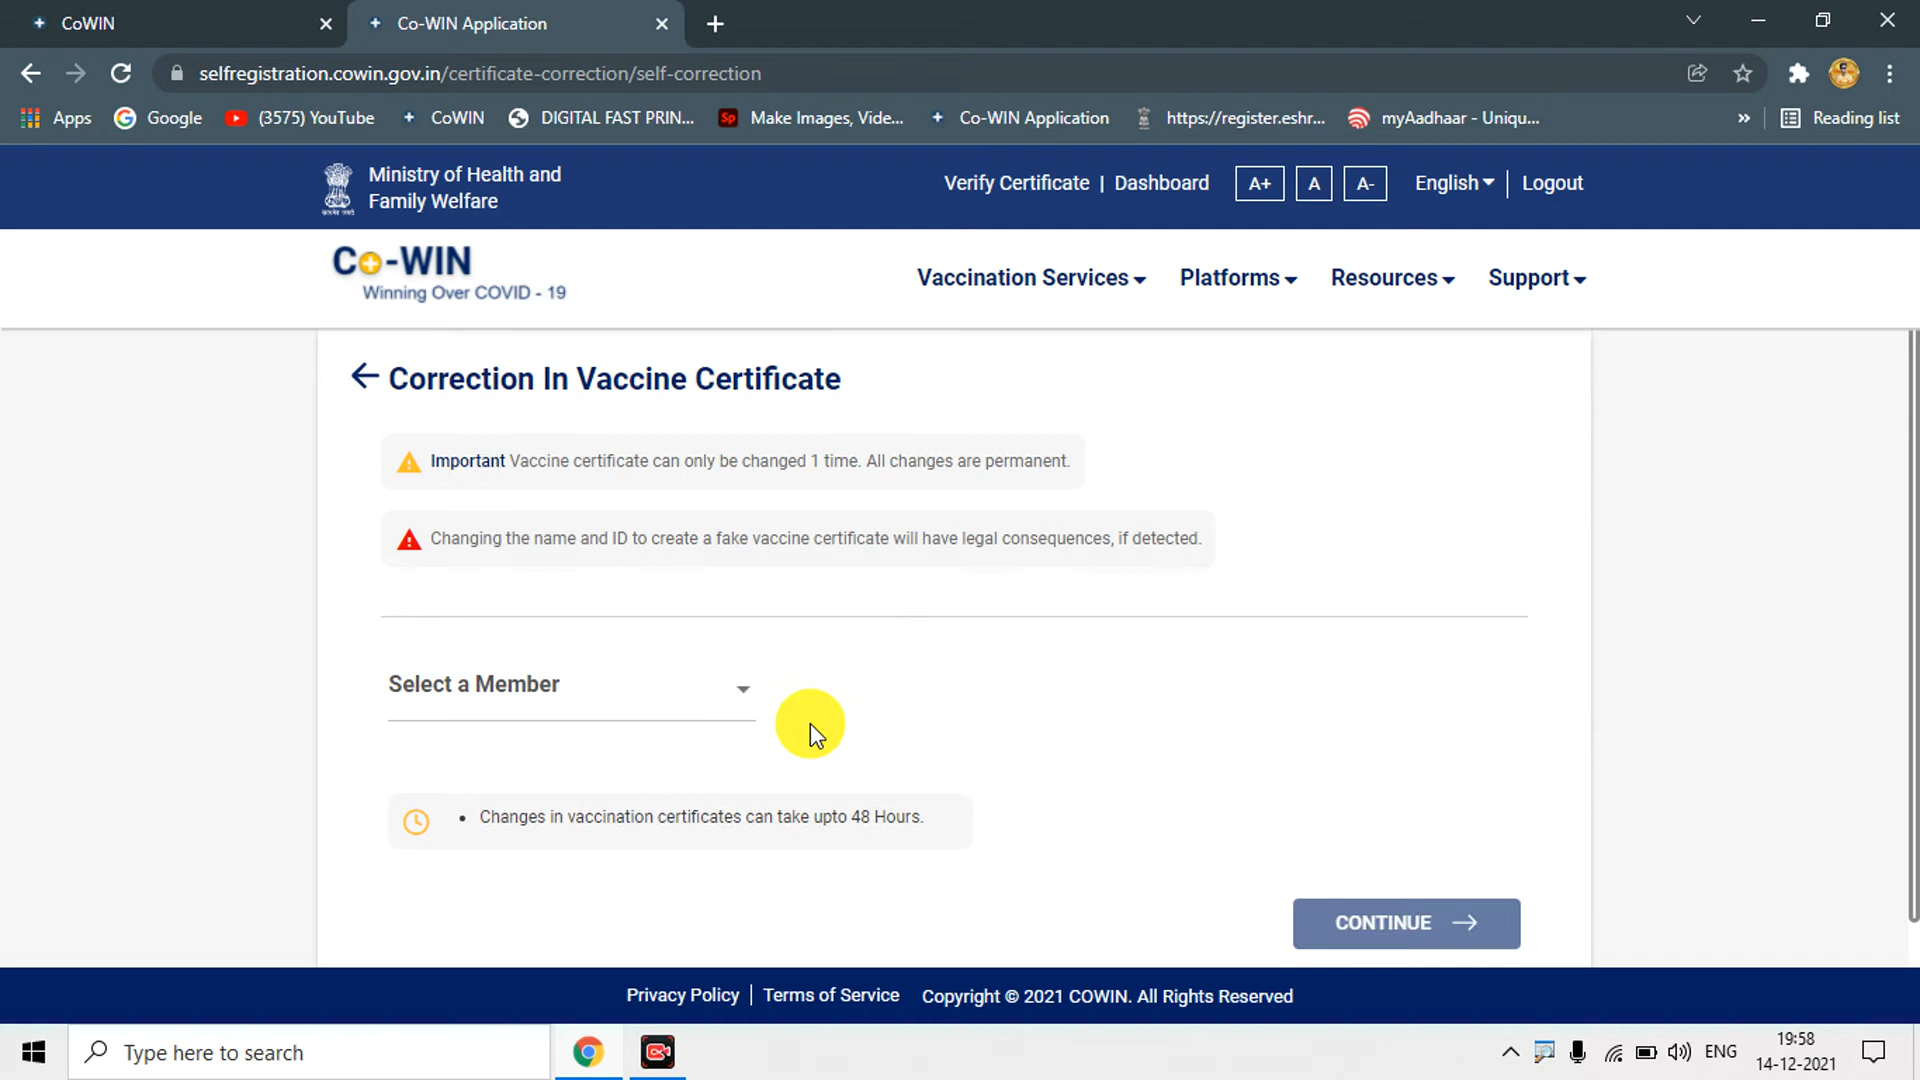 CoWIN
Co-WIN Application
selfregistration.cowin.gov.in/certificate-correction/self-correction
Apps
Google
(3575) YouTube
CoWIN
DIGITAL FAST PRIN...
Sp
Make Images, Vide...
Co-WIN Application
https://register.eshr...
myAadhaar - Uniqu...
»
Reading list
Ministry of Health and
Family Welfare
Verify Certificate | Dashboard
A+
A
A-
English
Logout
Co-WIN
Winning Over COVID - 19
Vaccination Services
Platforms
Resources
Support
Correction In Vaccine Certificate
Important Vaccine certificate can only be changed 1 time. All changes are permanent.
Changing the name and ID to create a fake vaccine certificate will have legal consequences, if detected.
Select a Member
• Changes in vaccination certificates can take upto 48 Hours.
CONTINUE
Privacy Policy | Terms of Service
Copyright © 2021 COWIN. All Rights Reserved
Type here to search
ENG
19:58
14-12-2021